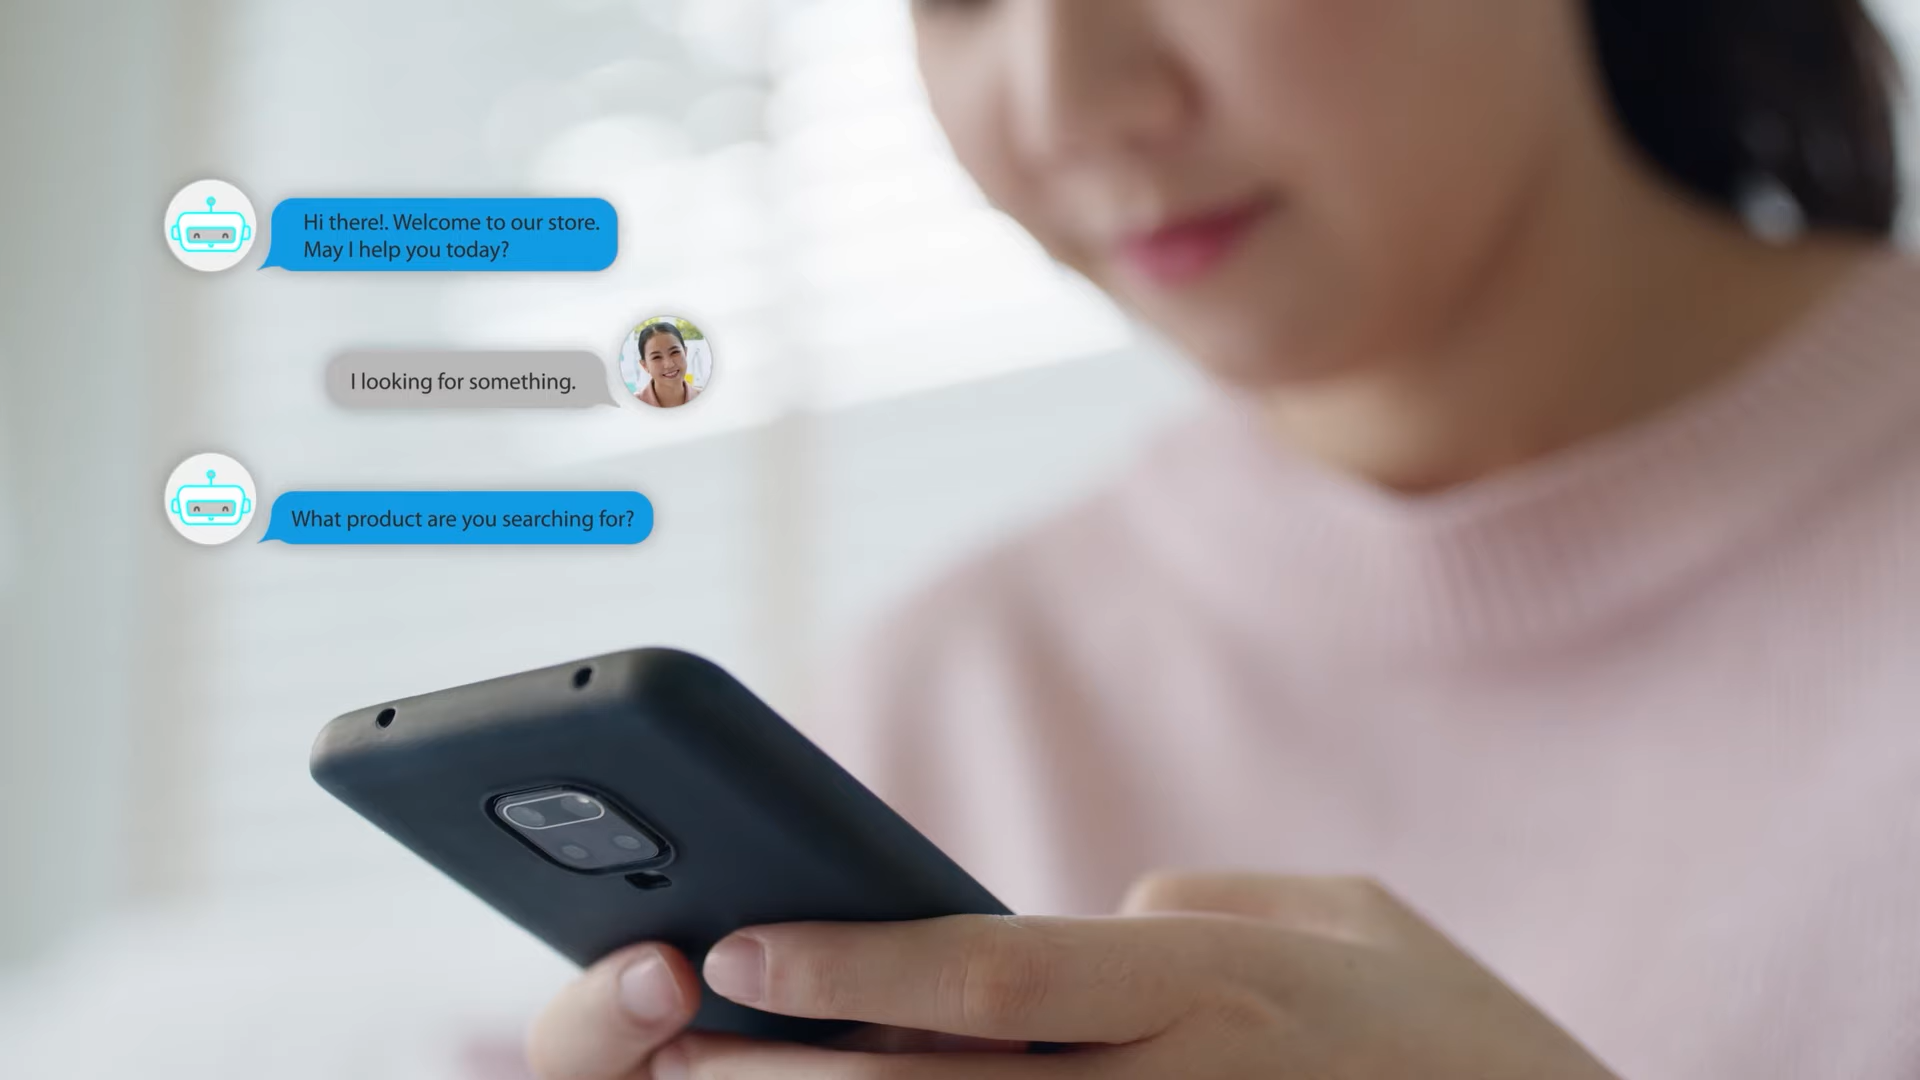 Hi there!. Welcome to our store.
May I help you today?
I looking for something.
What product are you searching for?